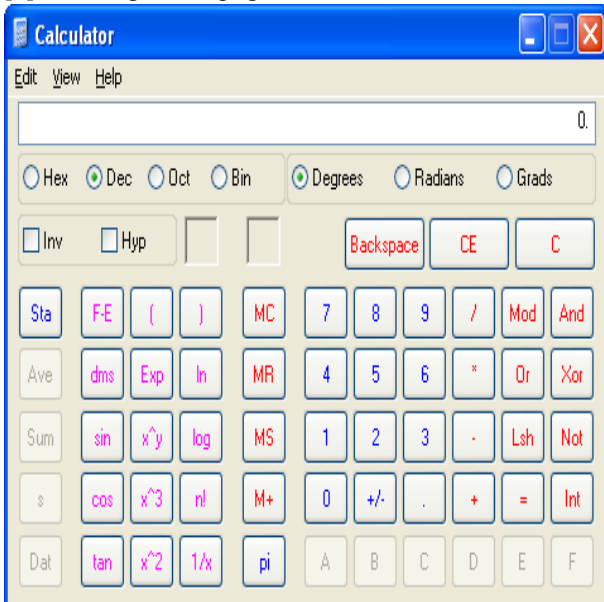 Calculator
Edit View Help
0.
Hex Dec Oct Bin Degrees Radians Grads
Inv Hyp Backspace CE C
Sta F-E ( ) MC 7 8 9 / Mod And
Ave dms Exp ln MR 4 5 6 * Or Xor
Sum sin x^y log MS 1 2 3 - Lsh Not
s cos x^3 n! M+ 0 +/- . + = Int
Dat tan x^2 1/x pi A B C D E F